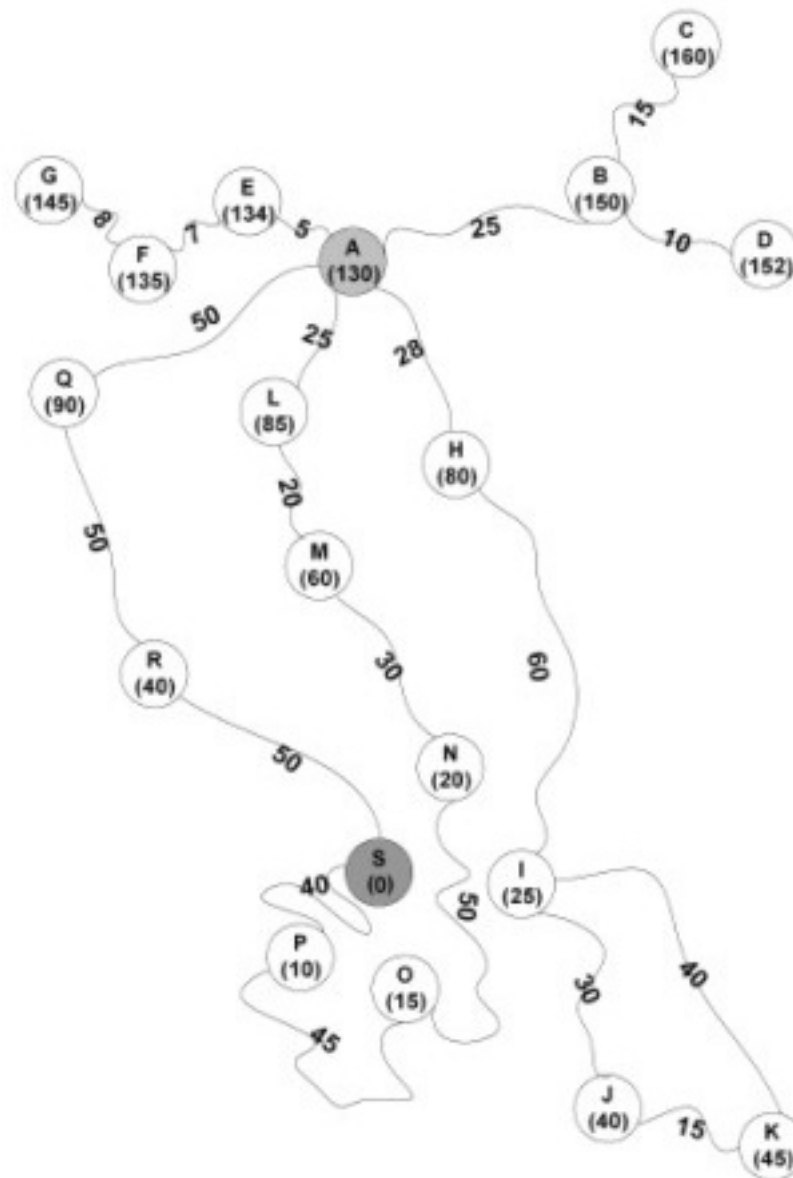 C
(160)
15
G
(145)
E
(134)
B
(150)
8
7
5
25
10
F
(135)
A
(130)
D
(152)
50
25
28
Q
(90)
L
(85)
H
(80)
50
20
M
(60)
R
(40)
30
60
50
N
(20)
S
(0)
I
(25)
40
50
P
(10)
O
(15)
40
30
45
J
(40)
15
K
(45)